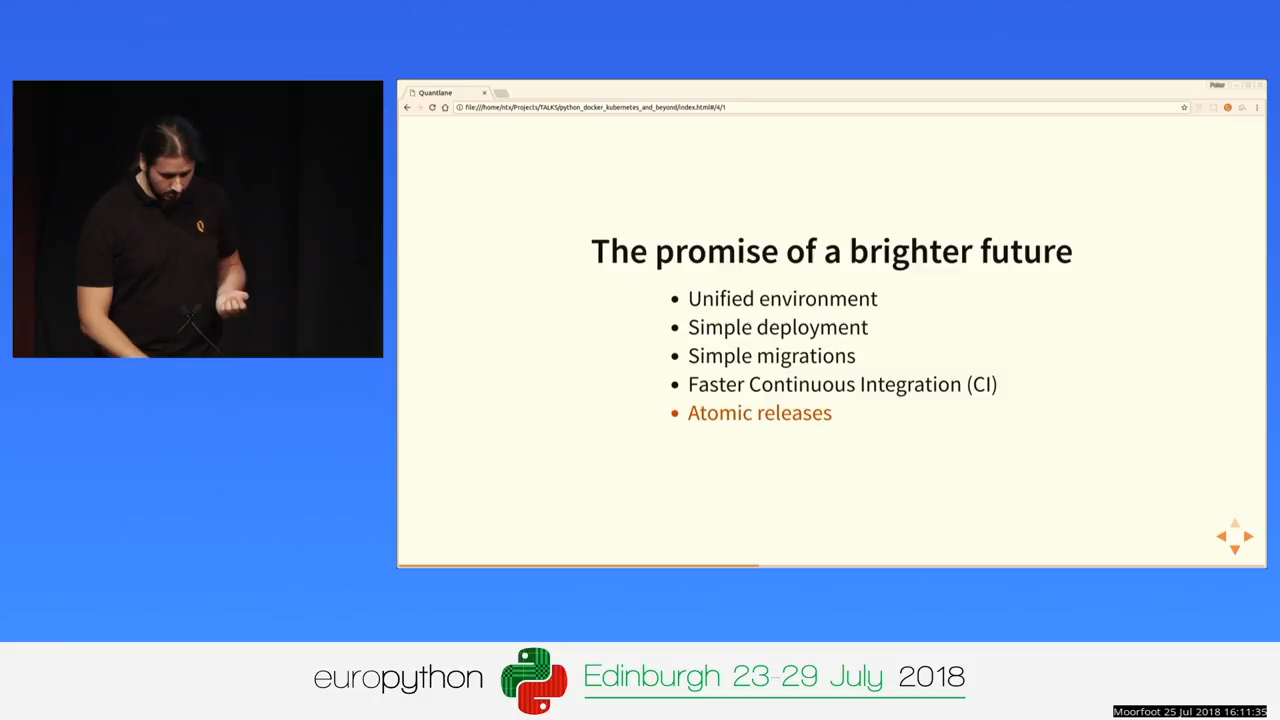 Quantlane
Peter
file:///home/ntx/Projects/TALKS/python_docker_kubernetes_and_beyond/index.html#/4/1
The promise of a brighter future
Unified environment
Simple deployment
Simple migrations
Faster Continuous Integration (CI)
Atomic releases
europython Edinburgh 23-29 July 2018
Moorfoot 25 Jul 2018 16:11:35